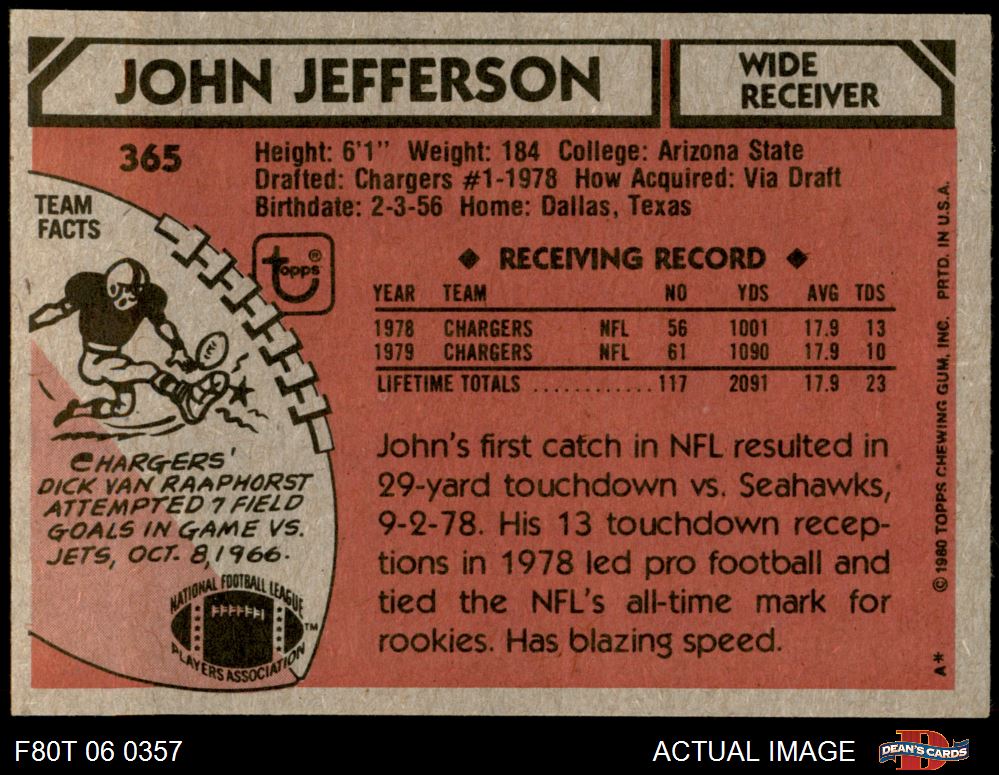 JOHN JEFFERSON
WIDE
RECEIVER
365
Height: 6'1" Weight: 184 College: Arizona State
Drafted: Chargers #1-1978 How Acquired: Via Draft
Birthdate: 2-3-56 Home: Dallas, Texas
TEAM
FACTS
topps ®
◆ RECEIVING RECORD ◆
YEAR TEAM NO YDS AVG TDS
1978 CHARGERS NFL 56 1001 17.9 13
1979 CHARGERS NFL 61 1090 17.9 10
LIFETIME TOTALS ............ 117 2091 17.9 23
CHARGERS'
DICK VAN RAAPHORST
ATTEMPTED 7 FIELD
GOALS IN GAME VS.
JETS, OCT. 8, 1966.
NATIONAL FOOTBALL LEAGUE
PLAYERS ASSOCIATION
TM
John's first catch in NFL resulted in
29-yard touchdown vs. Seahawks,
9-2-78. His 13 touchdown recep-
tions in 1978 led pro football and
tied the NFL's all-time mark for
rookies. Has blazing speed.
© 1980 TOPPS CHEWING GUM, INC. PRTD. IN U.S.A.
A*
F80T 06 0357
ACTUAL IMAGE
D
DEAN'S CARDS